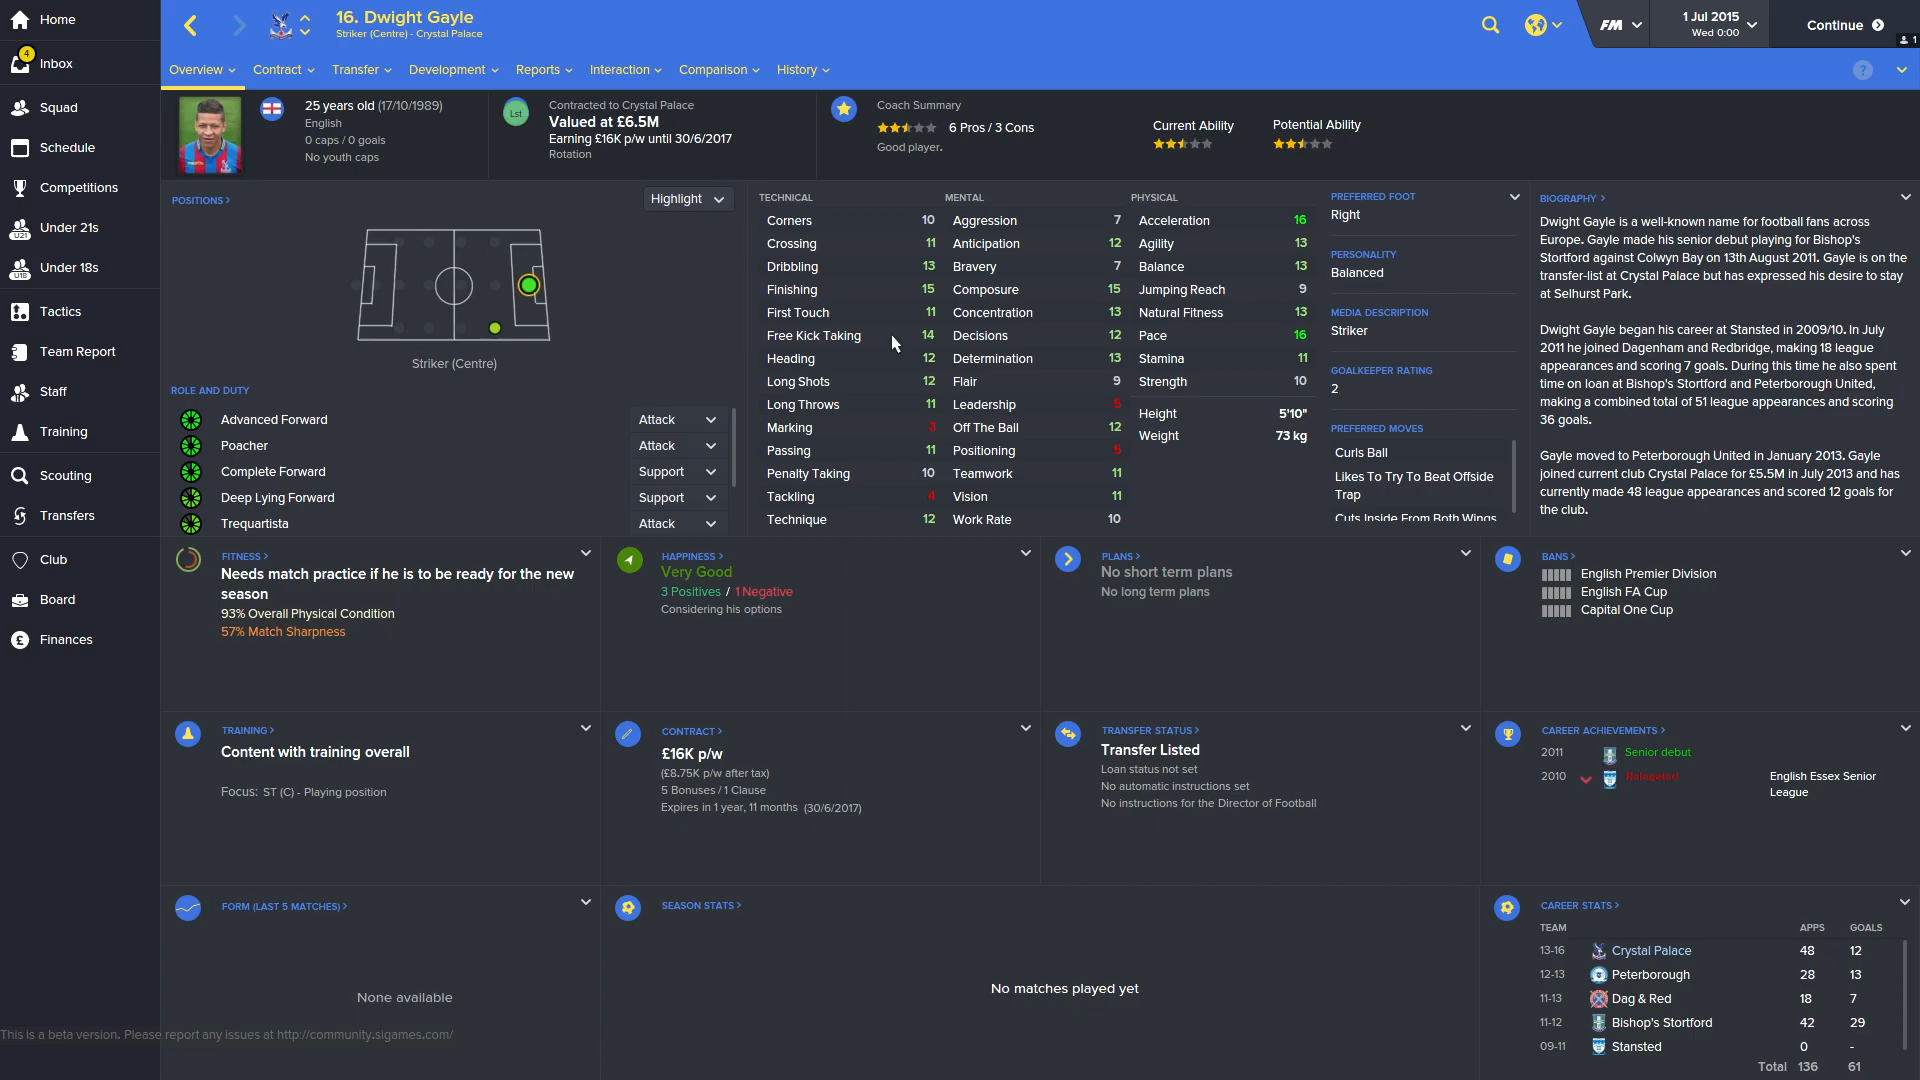 Home
4
Inbox
Squad
Schedule
Competitions
U21
Under 21s
U18
Under 18s
Tactics
Team Report
Staff
Training
Scouting
Transfers
Club
Board
Finances
16. Dwight Gayle
Striker (Centre) - Crystal Palace
FM
1 Jul 2015
Wed 0:00
Continue
1
Overview
Contract
Transfer
Development
Reports
Interaction
Comparison
History
?
25 years old (17/10/1989)
English
0 caps / 0 goals
No youth caps
Lst
Contracted to Crystal Palace
Valued at £6.5M
Earning £16K p/w until 30/6/2017
Rotation
Coach Summary
6 Pros / 3 Cons
Good player.
Current Ability
Potential Ability
POSITIONS >
Highlight
Striker (Centre)
ROLE AND DUTY
Advanced Forward Attack
Poacher Attack
Complete Forward Support
Deep Lying Forward Support
Trequartista Attack
TECHNICAL
Corners 10
Crossing 11
Dribbling 13
Finishing 15
First Touch 11
Free Kick Taking 14
Heading 12
Long Shots 12
Long Throws 11
Marking 3
Passing 11
Penalty Taking 10
Tackling 4
Technique 12
MENTAL
Aggression 7
Anticipation 12
Bravery 7
Composure 15
Concentration 13
Decisions 12
Determination 13
Flair 9
Leadership 5
Off The Ball 12
Positioning 5
Teamwork 11
Vision 11
Work Rate 10
PHYSICAL
Acceleration 16
Agility 13
Balance 13
Jumping Reach 9
Natural Fitness 13
Pace 16
Stamina 11
Strength 10
Height 5'10"
Weight 73 kg
PREFERRED FOOT
Right
PERSONALITY
Balanced
MEDIA DESCRIPTION
Striker
GOALKEEPER RATING
2
PREFERRED MOVES
Curls Ball
Likes To Try To Beat Offside
Trap
Cuts Inside From Both Wings
BIOGRAPHY >
Dwight Gayle is a well-known name for football fans across
Europe. Gayle made his senior debut playing for Bishop's
Stortford against Colwyn Bay on 13th August 2011. Gayle is on the
transfer-list at Crystal Palace but has expressed his desire to stay
at Selhurst Park.
Dwight Gayle began his career at Stansted in 2009/10. In July
2011 he joined Dagenham and Redbridge, making 18 league
appearances and scoring 7 goals. During this time he also spent
time on loan at Bishop's Stortford and Peterborough United,
making a combined total of 51 league appearances and scoring
36 goals.
Gayle moved to Peterborough United in January 2013. Gayle
joined current club Crystal Palace for £5.5M in July 2013 and has
currently made 48 league appearances and scored 12 goals for
the club.
FITNESS >
Needs match practice if he is to be ready for the new
season
93% Overall Physical Condition
57% Match Sharpness
HAPPINESS >
Very Good
3 Positives / 1 Negative
Considering his options
PLANS >
No short term plans
No long term plans
BANS >
English Premier Division
English FA Cup
Capital One Cup
TRAINING >
Content with training overall
Focus: ST (C) - Playing position
CONTRACT >
£16K p/w
(£8.75K p/w after tax)
5 Bonuses / 1 Clause
Expires in 1 year, 11 months (30/6/2017)
TRANSFER STATUS >
Transfer Listed
Loan status not set
No automatic instructions set
No instructions for the Director of Football
CAREER ACHIEVEMENTS >
2011 Senior debut
2010 Relegated English Essex Senior
League
FORM (LAST 5 MATCHES) >
None available
SEASON STATS >
No matches played yet
CAREER STATS >
TEAM APPS GOALS
13-16 Crystal Palace 48 12
12-13 Peterborough 28 13
11-13 Dag & Red 18 7
11-12 Bishop's Stortford 42 29
09-11 Stansted 0 -
Total 136 61
This is a beta version. Please report any issues at http://community.sigames.com/